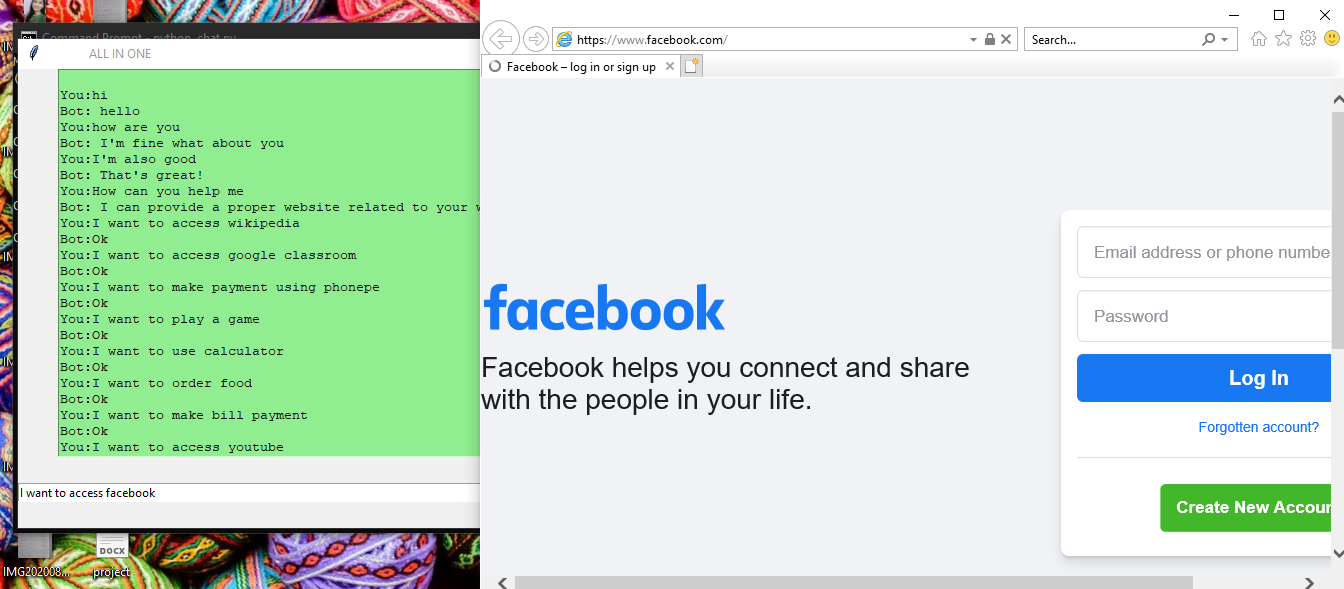 Command Prompt - python chat.py
ALL IN ONE
You:hi
Bot: hello
You:how are you
Bot: I'm fine what about you
You:I'm also good
Bot: That's great!
You:How can you help me
Bot: I can provide a proper website related to your
You:I want to access wikipedia
Bot:Ok
You:I want to access google classroom
Bot:Ok
You:I want to make payment using phonepe
Bot:Ok
You:I want to play a game
Bot:Ok
You:I want to use calculator
Bot:Ok
You:I want to order food
Bot:Ok
You:I want to make bill payment
Bot:Ok
You:I want to access youtube
I want to access facebook
IMG202008...
DOCX
project
https://www.facebook.com/
Search...
Facebook – log in or sign up
facebook
Facebook helps you connect and share
with the people in your life.
Email address or phone numbe
Password
Log In
Forgotten account?
Create New Accour